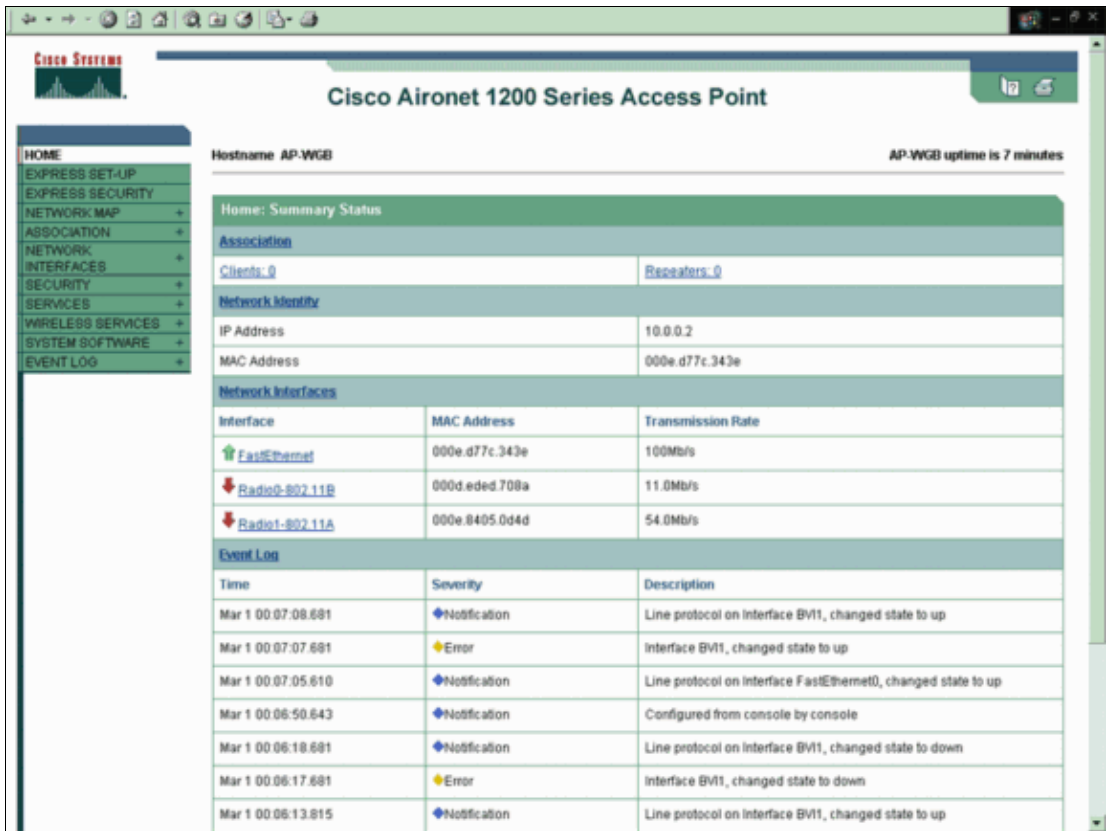 CISCO SYSTEMS
Cisco Aironet 1200 Series Access Point
HOME
EXPRESS SET-UP
EXPRESS SECURITY
NETWORK MAP +
ASSOCIATION +
NETWORK INTERFACES +
SECURITY +
SERVICES +
WIRELESS SERVICES +
SYSTEM SOFTWARE +
EVENT LOG +
Hostname AP-WGB
AP-WGB uptime is 7 minutes
Home: Summary Status
Association
Clients: 0 Repeaters: 0
Network Identity
IP Address 10.0.0.2
MAC Address 000e.d77c.343e
Network Interfaces
Interface MAC Address Transmission Rate
FastEthernet 000e.d77c.343e 100Mb/s
Radio0-802.11B 000d.eded.708a 11.0Mb/s
Radio1-802.11A 000e.8405.0d4d 54.0Mb/s
Event Log
Time Severity Description
Mar 1 00:07:08.681 Notification Line protocol on Interface BVI1, changed state to up
Mar 1 00:07:07.681 Error Interface BVI1, changed state to up
Mar 1 00:07:05.610 Notification Line protocol on Interface FastEthernet0, changed state to up
Mar 1 00:06:50.643 Notification Configured from console by console
Mar 1 00:06:18.681 Notification Line protocol on Interface BVI1, changed state to down
Mar 1 00:06:17.681 Error Interface BVI1, changed state to down
Mar 1 00:06:13.815 Notification Line protocol on Interface BVI1, changed state to up